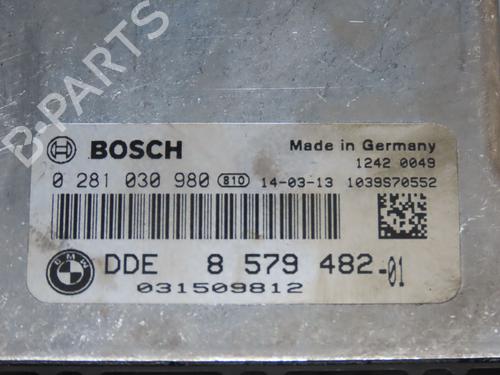 B-PARTS
BOSCH
Made in Germany
1242 0049
0 281 030 980 810 14-03-13 1039S70552
BMW DDE 8 579 482-01
031509812